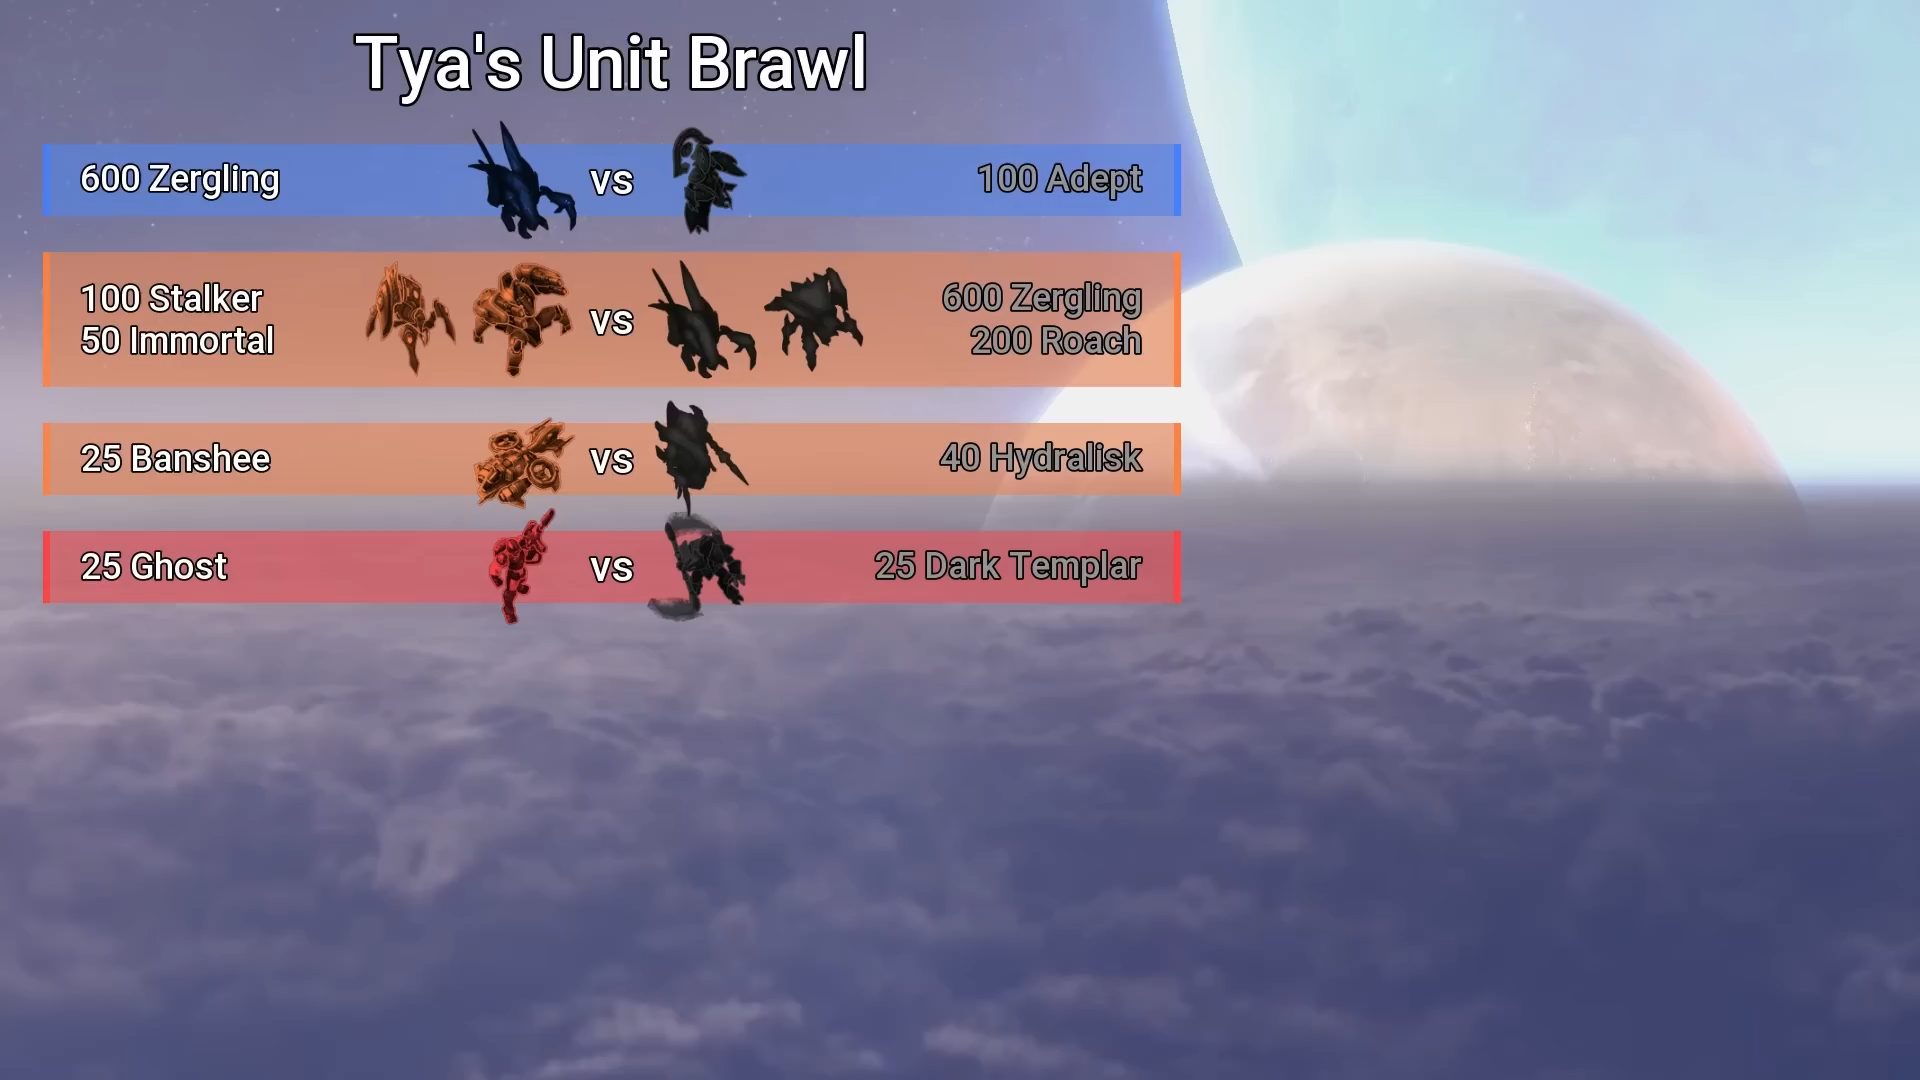 Tya's Unit Brawl
600 Zergling vs 100 Adept
100 Stalker 600 Zergling
vs
50 Immortal 200 Roach
25 Banshee vs 40 Hydralisk
25 Ghost vs 25 Dark Templar